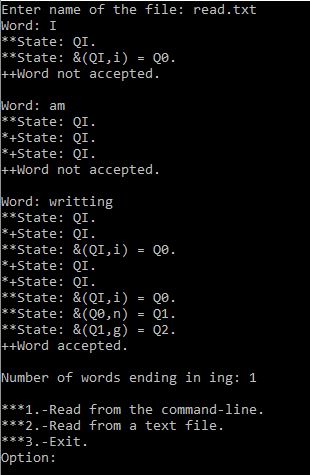 Enter name of the file: read.txt
Word: I
**State: QI.
**State: &(QI,i) = Q0.
++Word not accepted.
Word: am
**State: QI.
*+State: QI.
*+State: QI.
++Word not accepted.
Word: writting
**State: QI.
*+State: QI.
**State: &(QI,i) = Q0.
*+State: QI.
*+State: QI.
**State: &(QI,i) = Q0.
**State: &(Q0,n) = Q1.
**State: &(Q1,g) = Q2.
++Word accepted.
Number of words ending in ing: 1
***1.-Read from the command-line.
***2.-Read from a text file.
***3.-Exit.
Option: